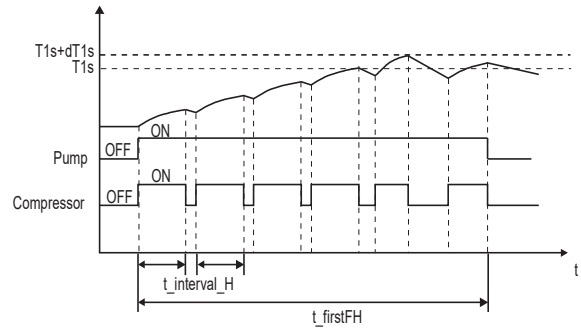 T1s+dT1s
T1s
ON
OFF
Pump
ON
OFF
Compressor
t
t_interval_H
t_firstFH